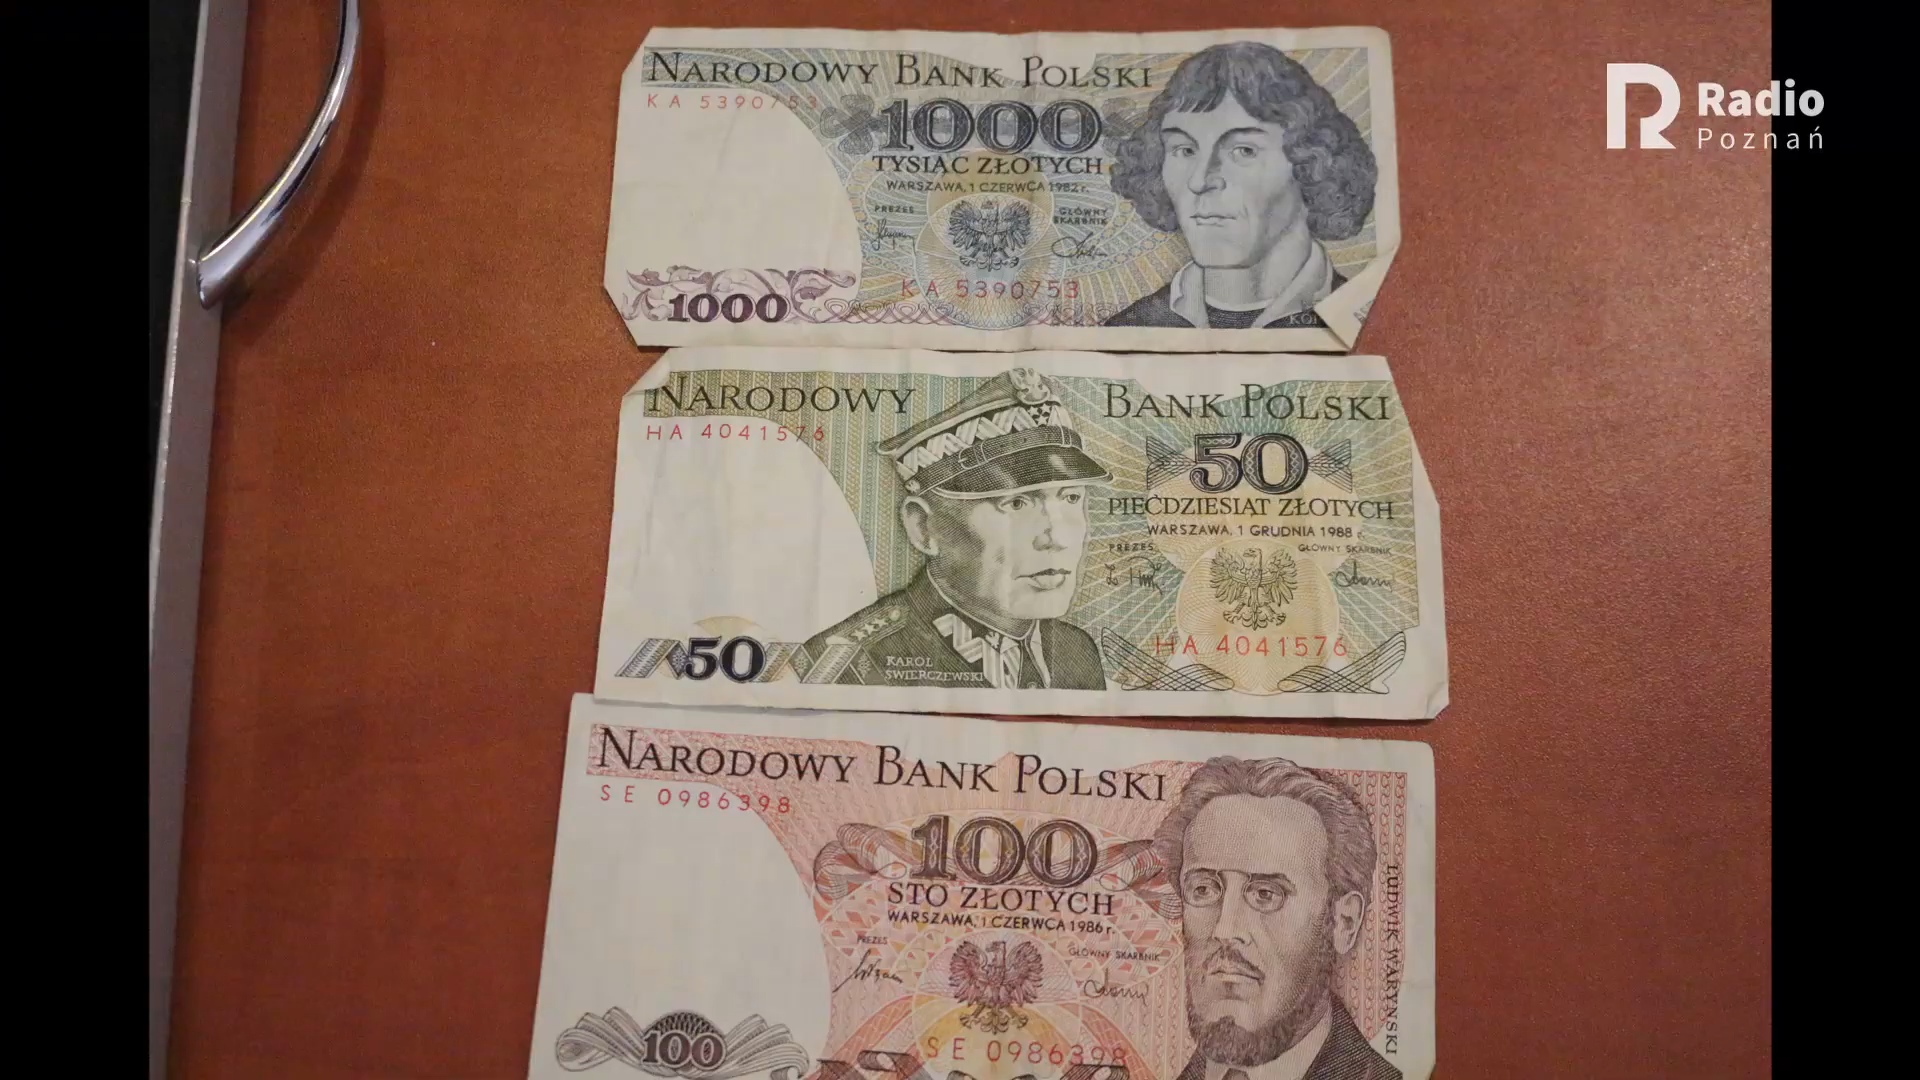 Radio
Poznań
NARODOWY BANK POLSKI
KA 5390753
1000
TYSIĄC ZŁOTYCH
WARSZAWA, 1 CZERWCA 1982 r.
PREZES
GŁÓWNY
SKARBNIK
KA 5390753
1000
NARODOWY BANK POLSKI
HA 4041576
50
PIĘĆDZIESIĄT ZŁOTYCH
WARSZAWA, 1 GRUDNIA 1988 r.
PREZES
GŁÓWNY SKARBNIK
HA 4041576
50
KAROL
ŚWIERCZEWSKI
NARODOWY BANK POLSKI
SE 0986398
100
STO ZŁOTYCH
WARSZAWA, 1 CZERWCA 1986 r.
PREZES
GŁÓWNY SKARBNIK
LUDWIK WARYŃSKI
SE 0986398
100